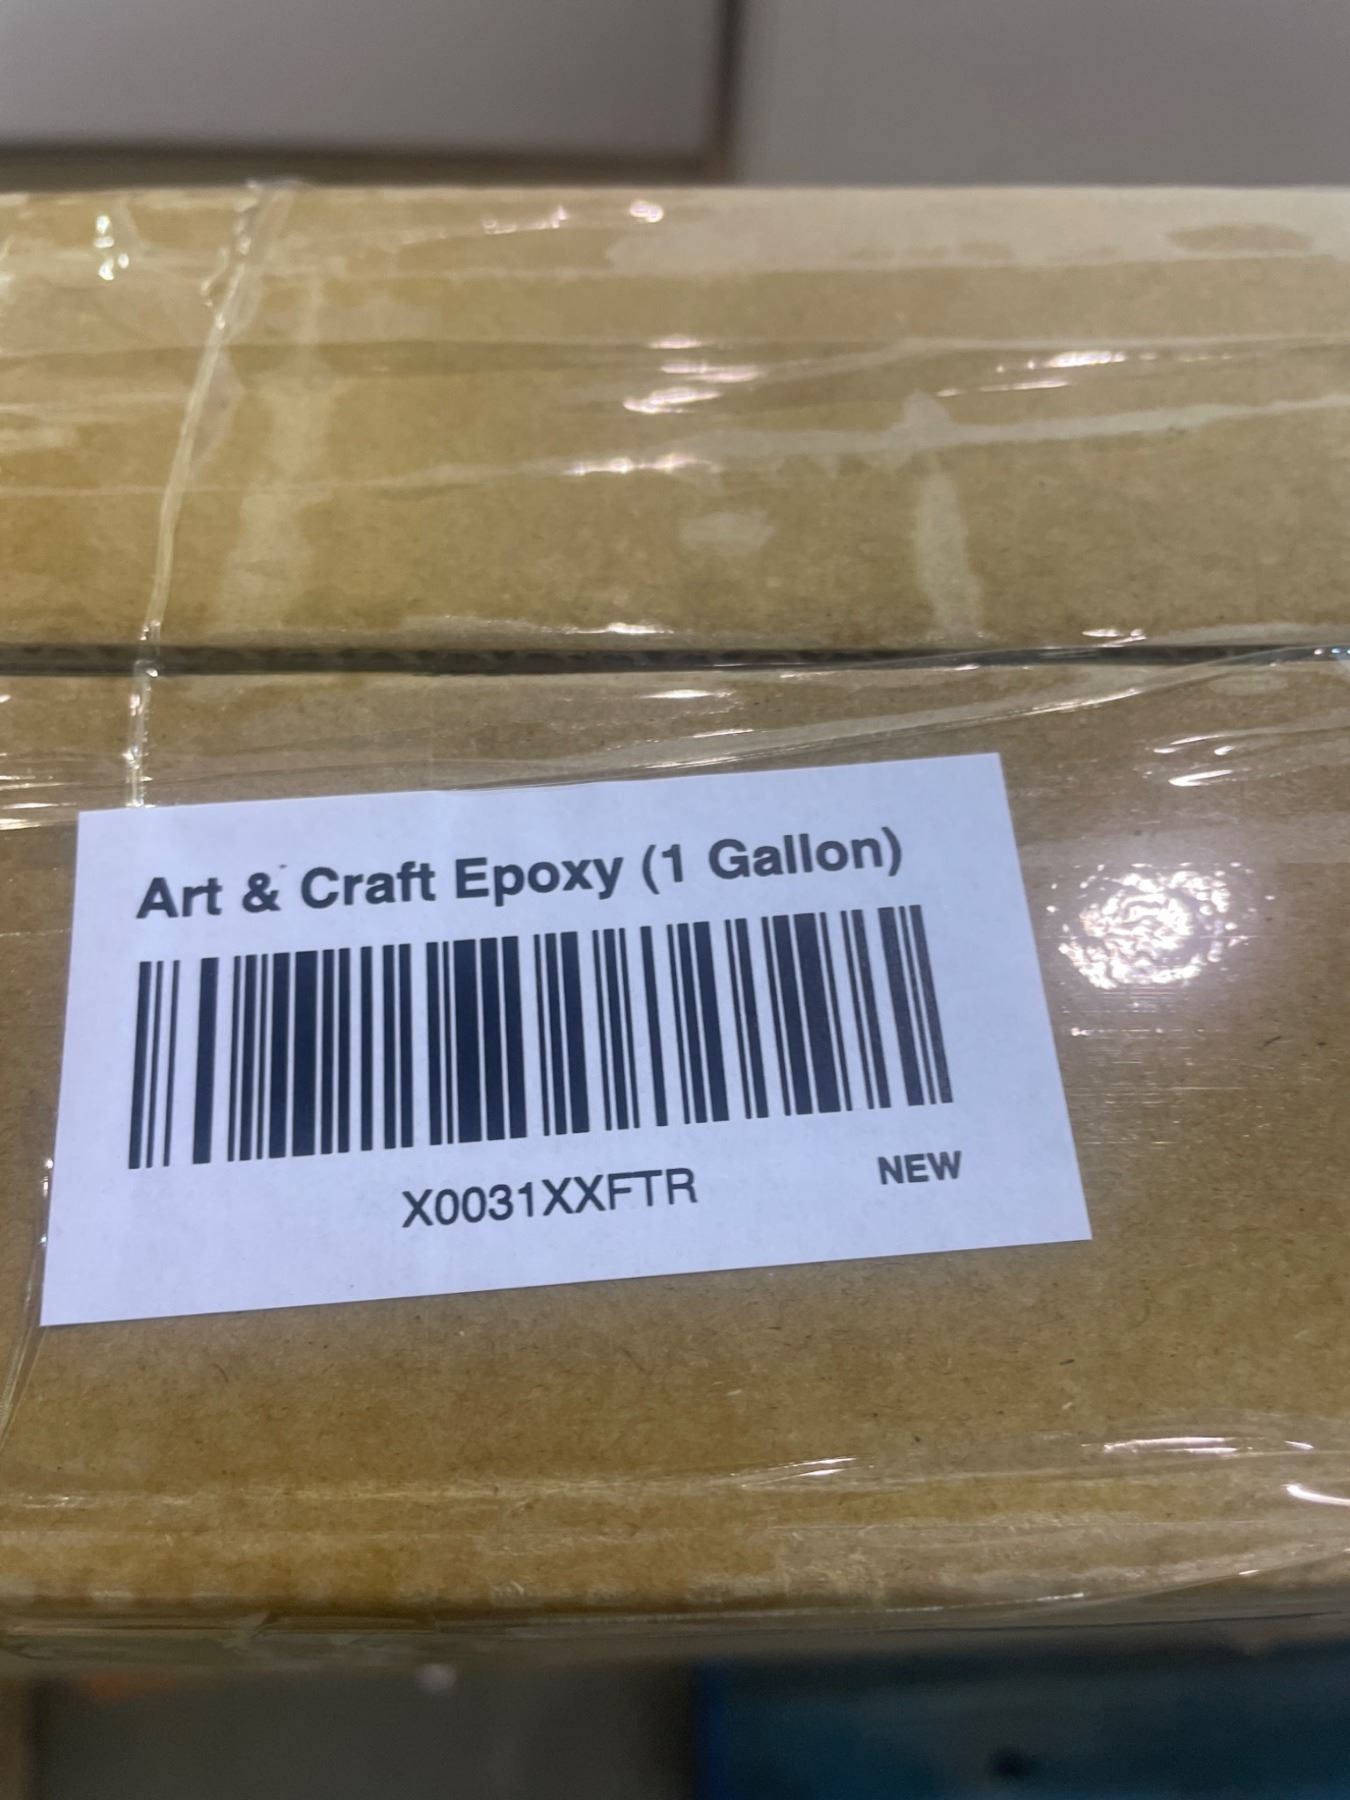 Art & Craft Epoxy (1 Gallon)
X0031XXFTR
NEW